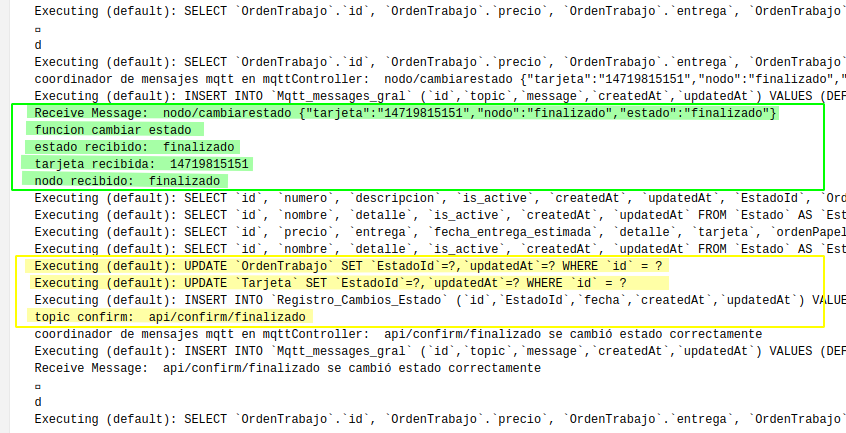 Executing (default): SELECT `OrdenTrabajo`.`id`, `OrdenTrabajo`.`precio`, `OrdenTrabajo`.`entrega`, `OrdenTrabajo`
¤
d
Executing (default): SELECT `OrdenTrabajo`.`id`, `OrdenTrabajo`.`precio`, `OrdenTrabajo`.`entrega`, `OrdenTrabajo`
coordinador de mensajes mqtt en mqttController:  nodo/cambiarestado {"tarjeta":"14719815151","nodo":"finalizado","
Executing (default): INSERT INTO `Mqtt_messages_gral` (`id`,`topic`,`message`,`createdAt`,`updatedAt`) VALUES (DEF
Receive Message:  nodo/cambiarestado {"tarjeta":"14719815151","nodo":"finalizado","estado":"finalizado"}
funcion cambiar estado
estado recibido:  finalizado
tarjeta recibida:  14719815151
nodo recibido:  finalizado
Executing (default): SELECT `id`, `numero`, `descripcion`, `is_active`, `createdAt`, `updatedAt`, `EstadoId`, `Ord
Executing (default): SELECT `id`, `nombre`, `detalle`, `is_active`, `createdAt`, `updatedAt` FROM `Estado` AS `Est
Executing (default): SELECT `id`, `precio`, `entrega`, `fecha_entrega_estimada`, `detalle`, `tarjeta`, `ordenPapel
Executing (default): SELECT `id`, `nombre`, `detalle`, `is_active`, `createdAt`, `updatedAt` FROM `Estado` AS `Est
Executing (default): UPDATE `OrdenTrabajo` SET `EstadoId`=?,`updatedAt`=? WHERE `id` = ?
Executing (default): UPDATE `Tarjeta` SET `EstadoId`=?,`updatedAt`=? WHERE `id` = ?
Executing (default): INSERT INTO `Registro_Cambios_Estado` (`id`,`EstadoId`,`fecha`,`createdAt`,`updatedAt`) VALUE
topic confirm:  api/confirm/finalizado
coordinador de mensajes mqtt en mqttController:  api/confirm/finalizado se cambió estado correctamente
Executing (default): INSERT INTO `Mqtt_messages_gral` (`id`,`topic`,`message`,`createdAt`,`updatedAt`) VALUES (DEF
Receive Message:  api/confirm/finalizado se cambió estado correctamente
¤
d
Executing (default): SELECT `OrdenTrabajo`.`id`, `OrdenTrabajo`.`precio`, `OrdenTrabajo`.`entrega`, `OrdenTrabajo`